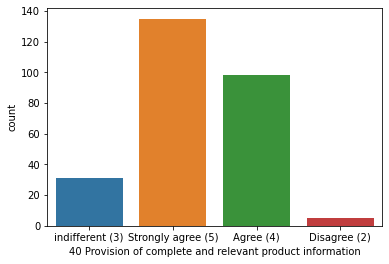 140
120
100
80
60
40
20
0
count
indifferent (3) Strongly agree (5) Agree (4) Disagree (2)
40 Provision of complete and relevant product information